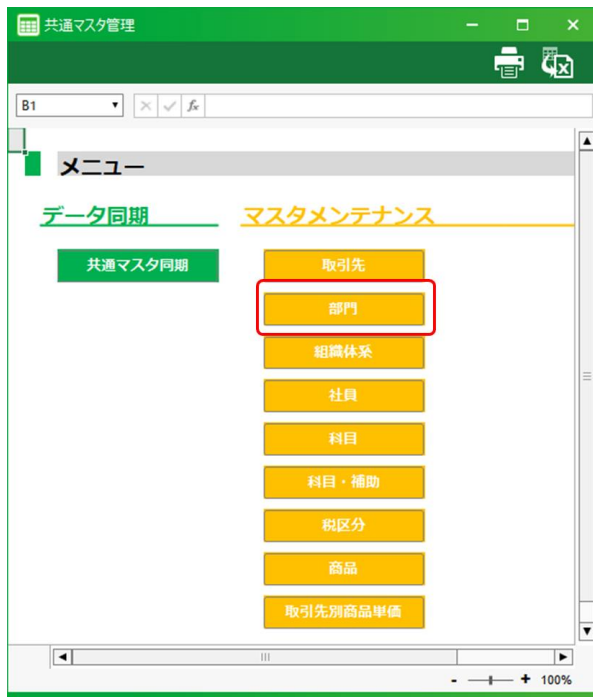 共通マスタ管理
B1
fx
メニュー
データ同期 マスタメンテナンス
共通マスタ同期 取引先
部門
組織体系
社員
科目
科目・補助
税区分
商品
取引先別商品単価
- + 100%